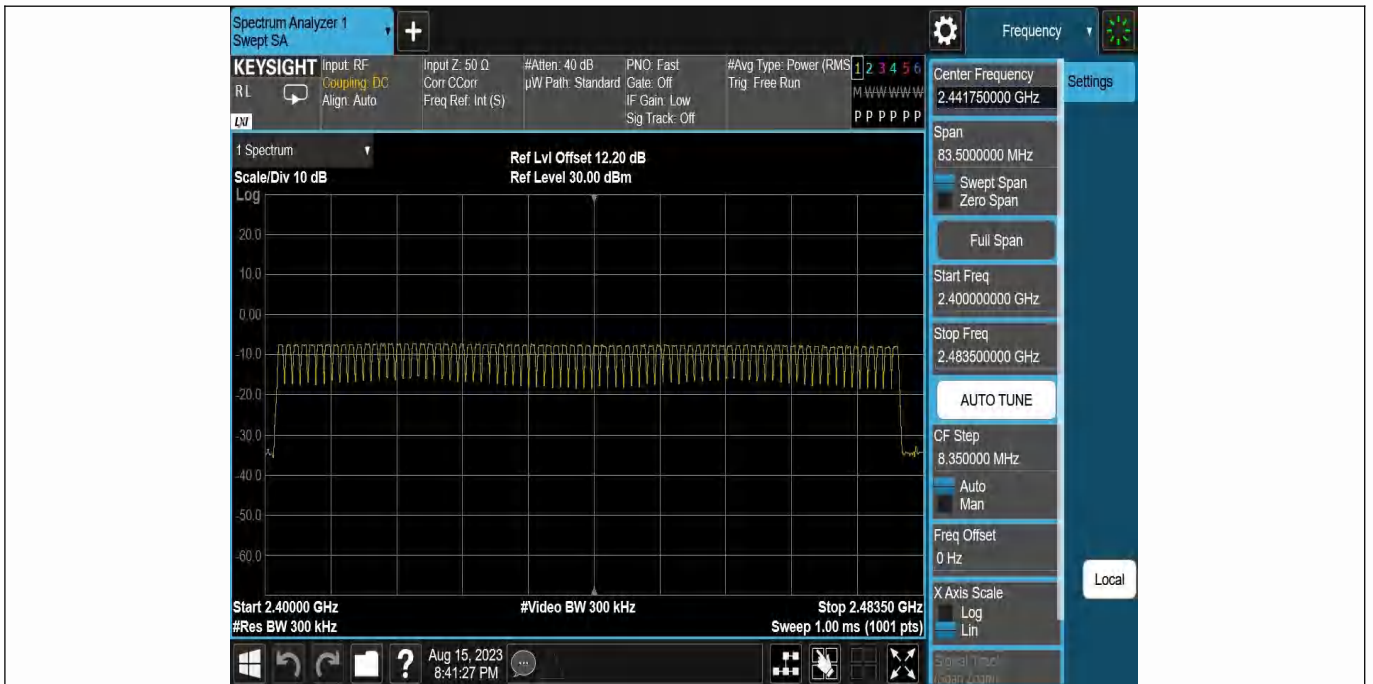 Spectrum Analyzer 1
Swept SA
+
Frequency
KEYSIGHT
RL
LXI
Input: RF
Coupling: DC
Align: Auto
Input Z: 50 Ω
Corr CCorr
Freq Ref: Int (S)
#Atten: 40 dB
µW Path: Standard
PNO: Fast
Gate: Off
IF Gain: Low
Sig Track: Off
#Avg Type: Power (RMS
Trig: Free Run
1 2 3 4 5 6
M W W W W W
P P P P P P
1 Spectrum
Scale/Div 10 dB
Ref Lvl Offset 12.20 dB
Ref Level 30.00 dBm
Log
20.0
10.0
0.00
-10.0
-20.0
-30.0
-40.0
-50.0
-60.0
Start 2.40000 GHz
#Res BW 300 kHz
#Video BW 300 kHz
Stop 2.48350 GHz
Sweep 1.00 ms (1001 pts)
Center Frequency
2.441750000 GHz
Settings
Span
83.5000000 MHz
Swept Span
Zero Span
Full Span
Start Freq
2.400000000 GHz
Stop Freq
2.483500000 GHz
AUTO TUNE
CF Step
8.350000 MHz
Auto
Man
Freq Offset
0 Hz
X Axis Scale
Log
Lin
Signal Track
(Span Zoom)
Local
?
Aug 15, 2023
8:41:27 PM